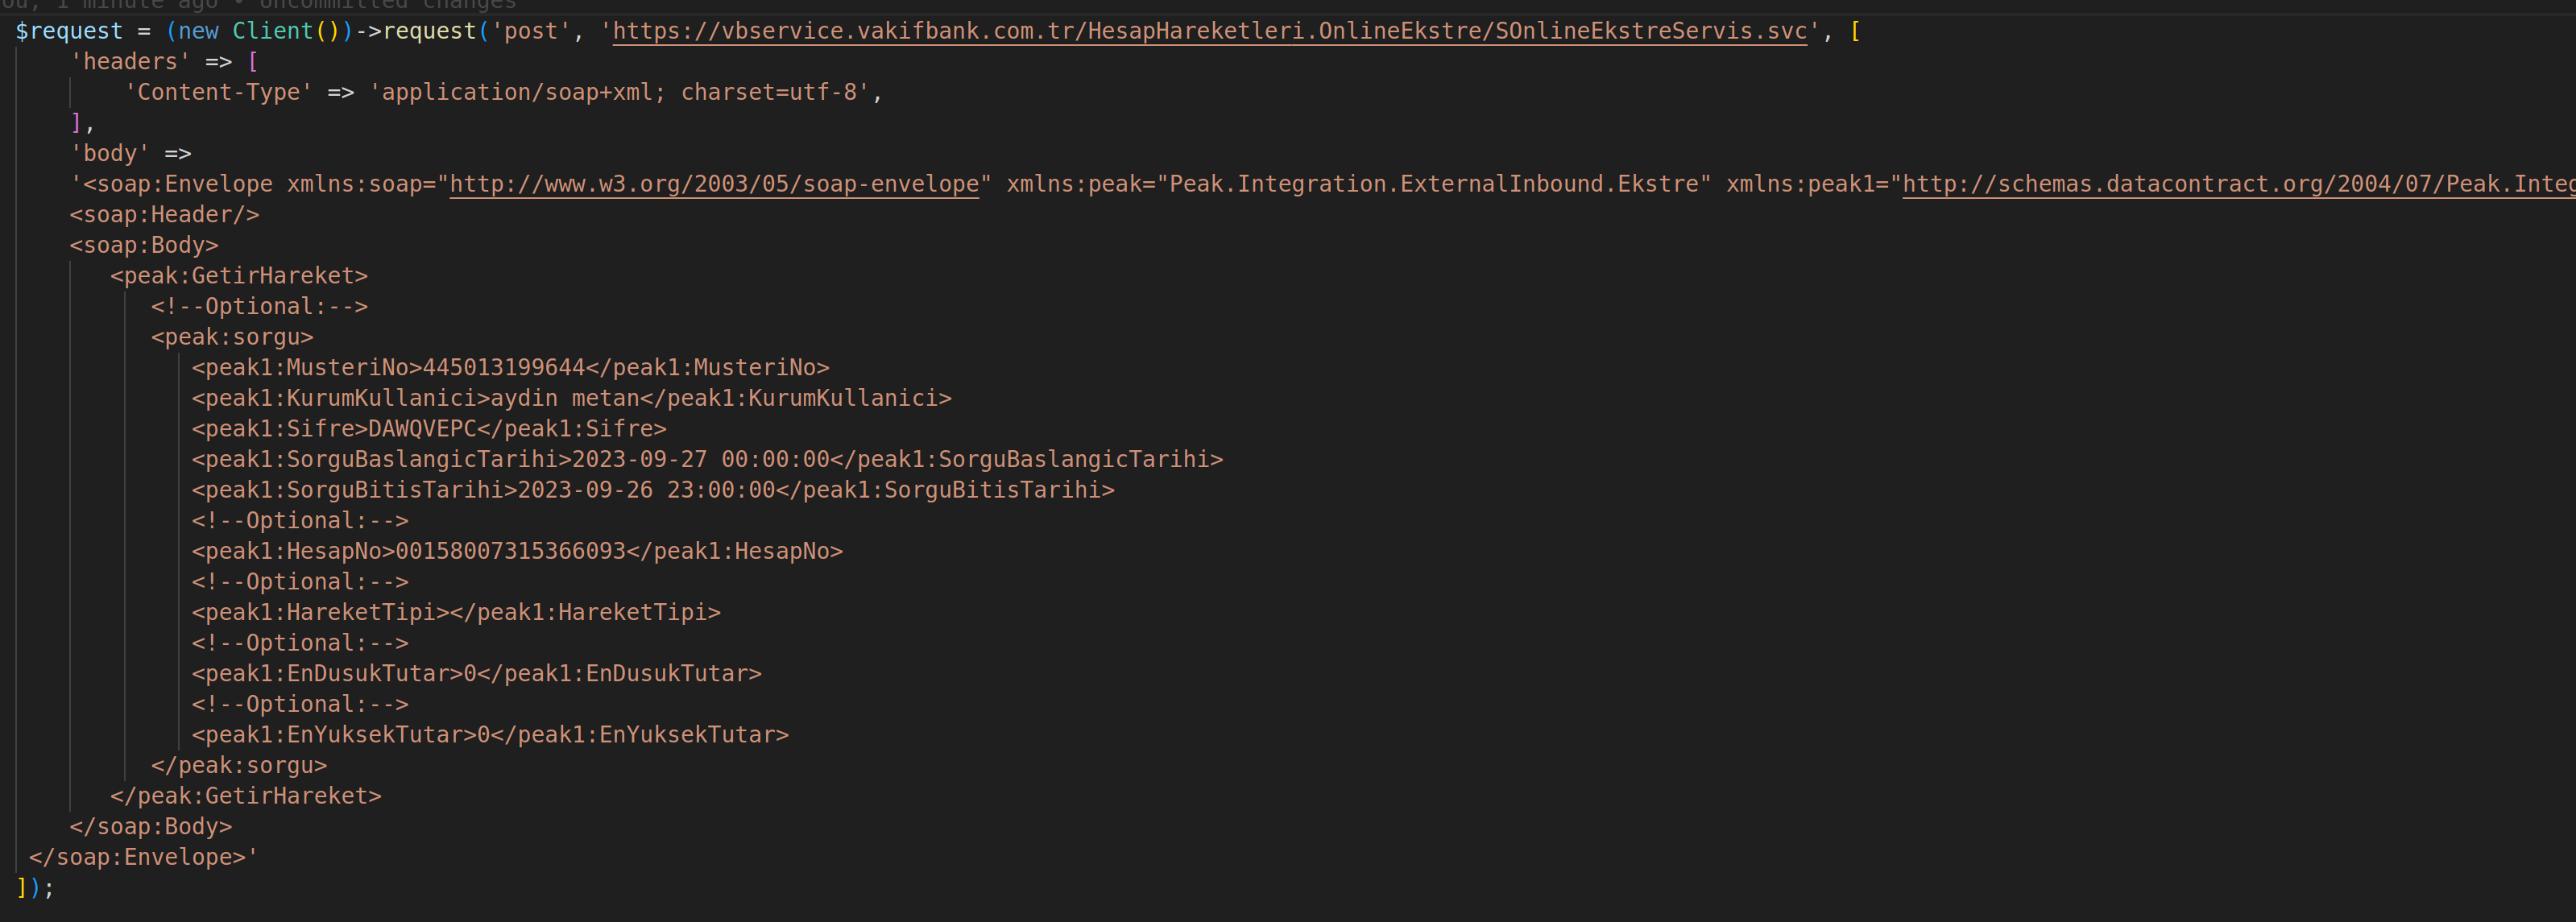 ou, 1 minute ago • Uncommitted changes
$request = (new Client())->request('post', 'https://vbservice.vakifbank.com.tr/HesapHareketleri.OnlineEkstre/SOnlineEkstreServis.svc', [
'headers' => [
'Content-Type' => 'application/soap+xml; charset=utf-8',
],
'body' =>
'<soap:Envelope xmlns:soap="http://www.w3.org/2003/05/soap-envelope" xmlns:peak="Peak.Integration.ExternalInbound.Ekstre" xmlns:peak1="http://schemas.datacontract.org/2004/07/Peak.Integ
<soap:Header/>
<soap:Body>
<peak:GetirHareket>
<!--Optional:-->
<peak:sorgu>
<peak1:MusteriNo>445013199644</peak1:MusteriNo>
<peak1:KurumKullanici>aydin metan</peak1:KurumKullanici>
<peak1:Sifre>DAWQVEPC</peak1:Sifre>
<peak1:SorguBaslangicTarihi>2023-09-27 00:00:00</peak1:SorguBaslangicTarihi>
<peak1:SorguBitisTarihi>2023-09-26 23:00:00</peak1:SorguBitisTarihi>
<!--Optional:-->
<peak1:HesapNo>00158007315366093</peak1:HesapNo>
<!--Optional:-->
<peak1:HareketTipi></peak1:HareketTipi>
<!--Optional:-->
<peak1:EnDusukTutar>0</peak1:EnDusukTutar>
<!--Optional:-->
<peak1:EnYuksekTutar>0</peak1:EnYuksekTutar>
</peak:sorgu>
</peak:GetirHareket>
</soap:Body>
</soap:Envelope>'
]);